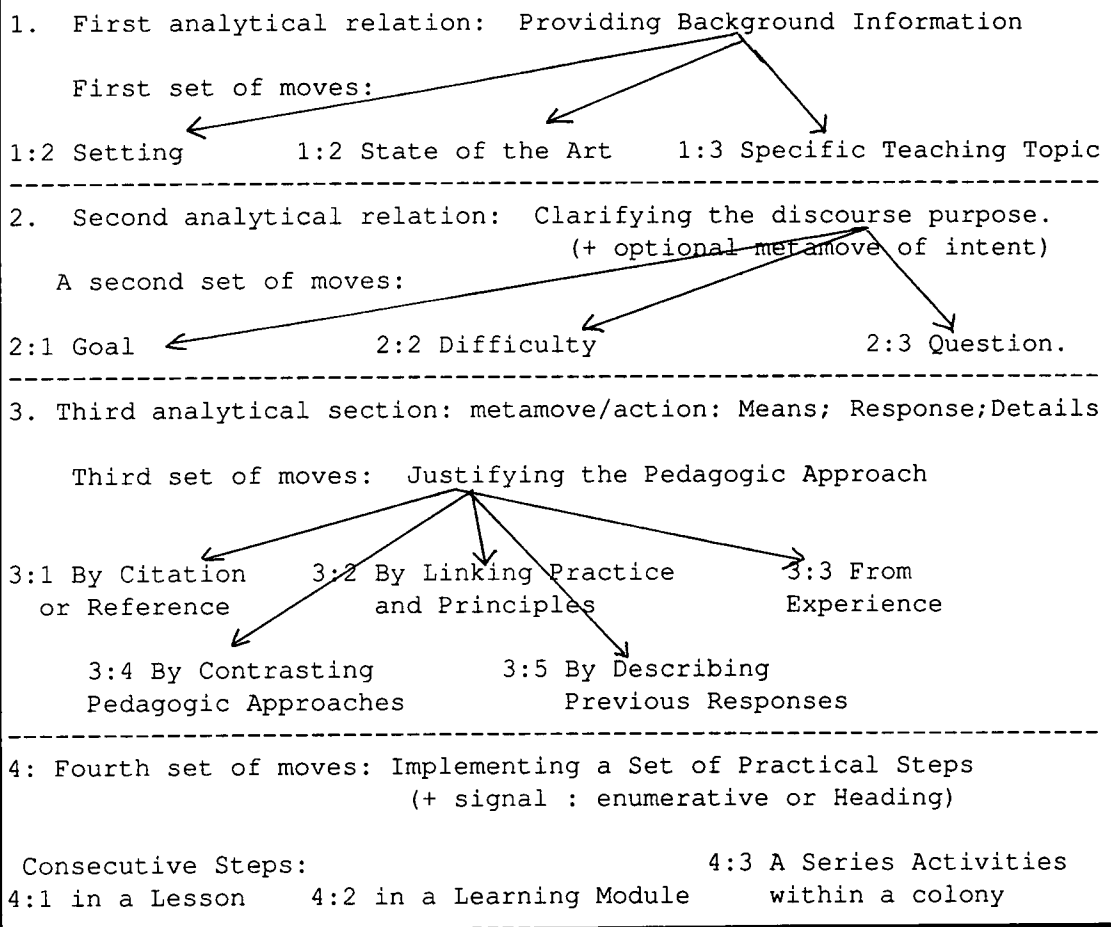 1. First analytical relation: Providing Background Information
First set of moves:
1:2 Setting 1:2 State of the Art 1:3 Specific Teaching Topic
2. Second analytical relation: Clarifying the discourse purpose.
(+ optional metamove of intent)
A second set of moves:
2:1 Goal 2:2 Difficulty 2:3 Question.
3. Third analytical section: metamove/action: Means; Response;Details
Third set of moves: Justifying the Pedagogic Approach
3:1 By Citation 3:2 By Linking Practice 3:3 From
or Reference and Principles Experience
3:4 By Contrasting 3:5 By Describing
Pedagogic Approaches Previous Responses
4: Fourth set of moves: Implementing a Set of Practical Steps
(+ signal : enumerative or Heading)
Consecutive Steps: 4:3 A Series Activities
4:1 in a Lesson 4:2 in a Learning Module within a colony